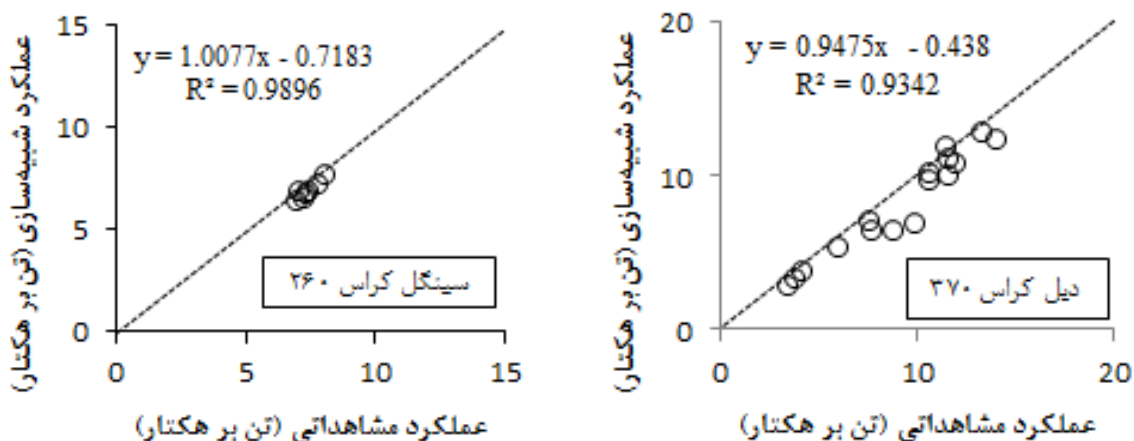 عملکرد شبیه‌سازی (تن بر هکتار)
15
10
5
0
y = 1.0077x - 0.7183
R² = 0.9896
سینگل کراس ۲۶۰
0 5 10 15
عملکرد مشاهداتی (تن بر هکتار)
عملکرد شبیه‌سازی (تن بر هکتار)
20
10
0
y = 0.9475x - 0.438
R² = 0.9342
دبل کراس ۳۷۰
0 10 20
عملکرد مشاهداتی (تن بر هکتار)